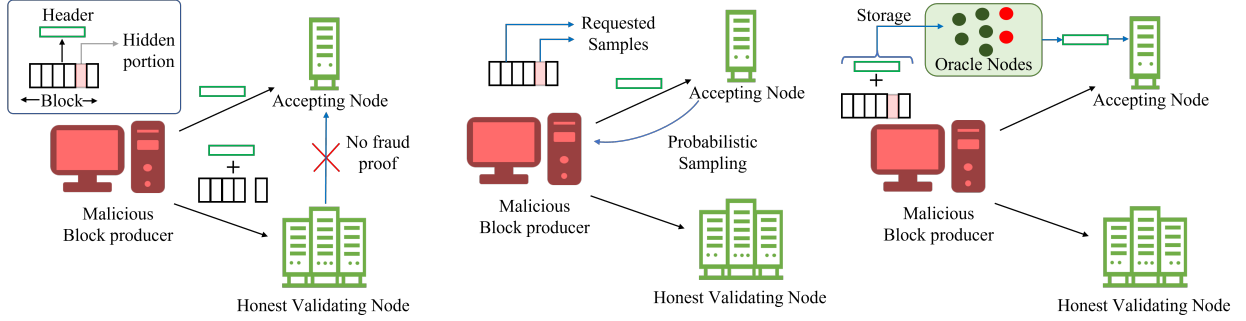 Header
Hidden
portion
Block
Accepting Node
No fraud
proof
Malicious
Block producer
Honest Validating Node
Requested
Samples
Accepting Node
Probabilistic
Sampling
Malicious
Block producer
Honest Validating Node
Storage
Oracle Nodes
Accepting Node
Malicious
Block producer
Honest Validating Node